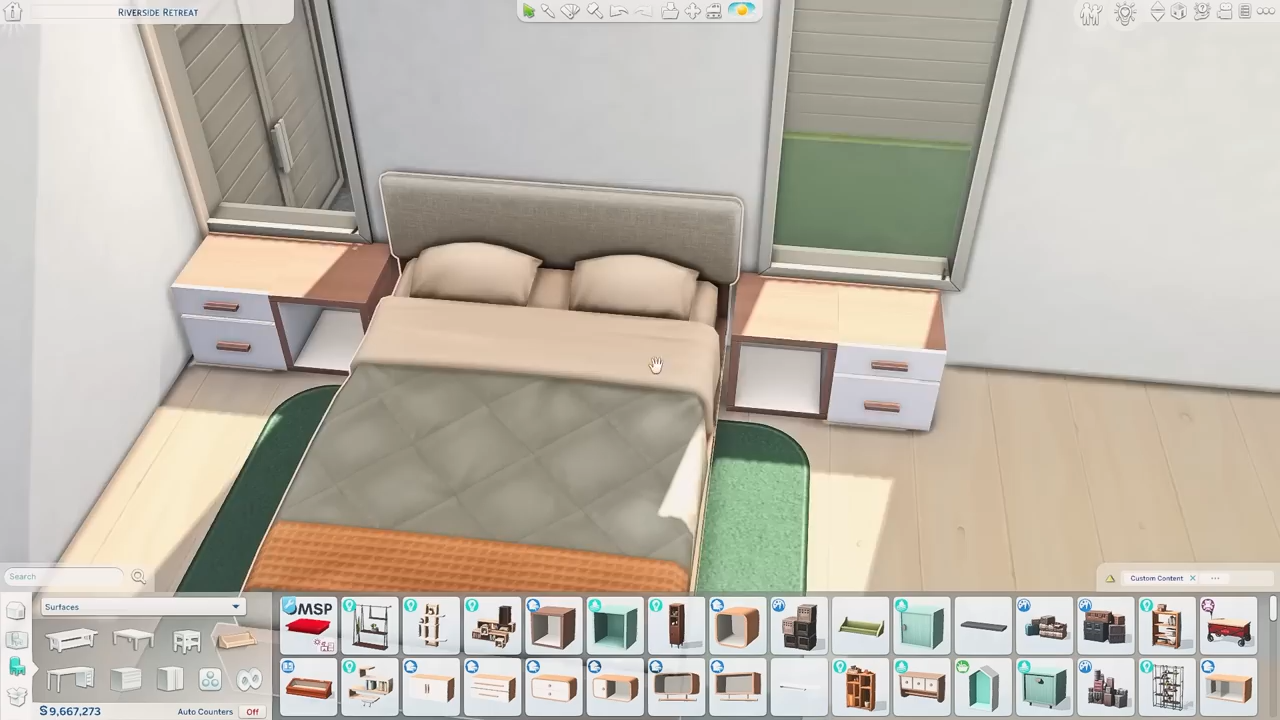 RIVERSIDE RETREAT
Search
Custom Content
Surfaces
MSP
§9,667,273
Auto Counters
Off